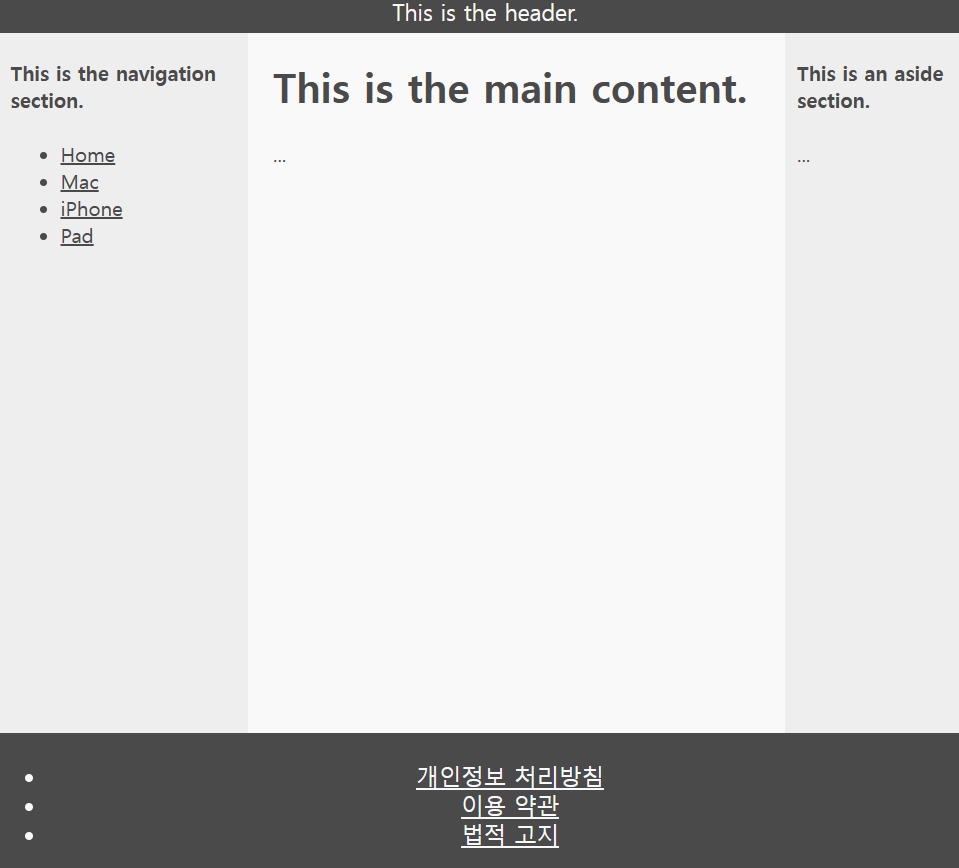 This is the header.
This is the navigation
section.
Home
Mac
iPhone
Pad
This is the main content.
...
This is an aside
section.
...
개인정보 처리방침
이용 약관
법적 고지